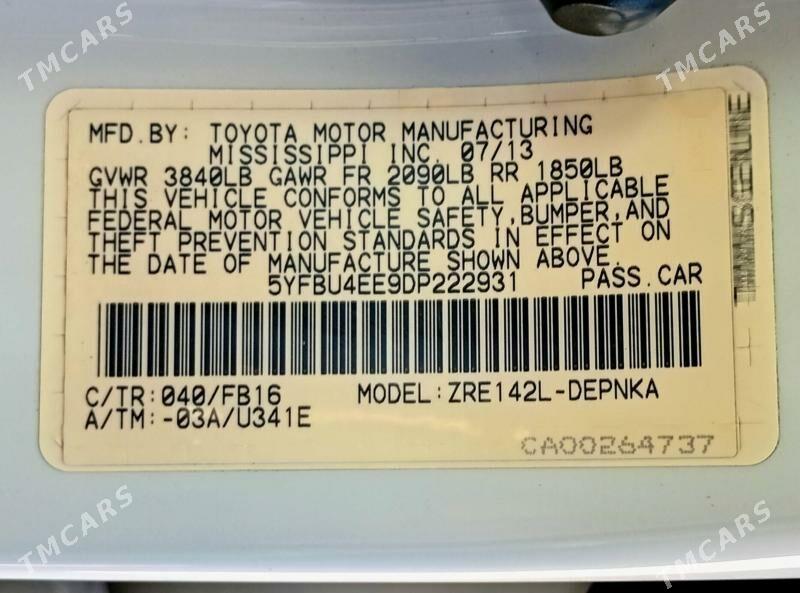 TMCARS
TMCARS
MFD.BY: TOYOTA MOTOR MANUFACTURING
MISSISSIPPI INC. 07/13
GVWR 3840LB GAWR FR 2090LB RR 1850LB
THIS VEHICLE CONFORMS TO ALL APPLICABLE
FEDERAL MOTOR VEHICLE SAFETY,BUMPER,AND
THEFT PREVENTION STANDARDS IN EFFECT ON
THE DATE OF MANUFACTURE SHOWN ABOVE.
5YFBU4EE9DP222931 PASS.CAR
C/TR:040/FB16 MODEL:ZRE142L-DEPNKA
A/TM:-03A/U341E
CA00264737
TMCARS
TMCARS